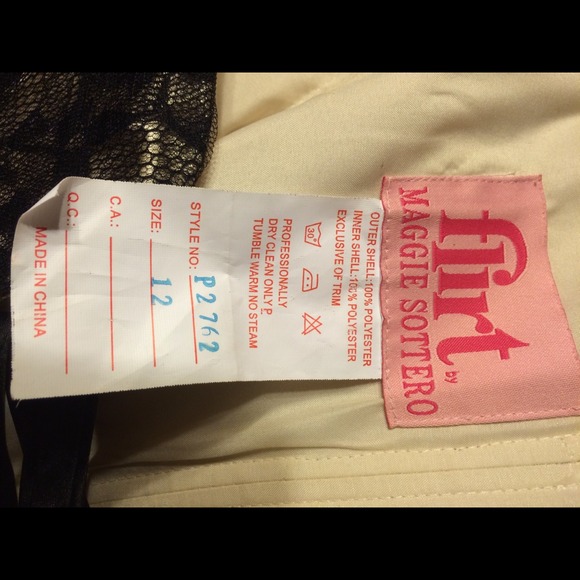 flirt
by
MAGGIE SOTTERO
OUTER SHELL:100% POLYESTER
INNER SHELL:100% POLYESTER
EXCLUSIVE OF TRIM
30°
PROFESSIONALLY
DRY CLEAN ONLY P
TUMBLE WARM NO STEAM
STYLE NO: P2762
SIZE: 12
C.A.:
Q.C.:
MADE IN CHINA